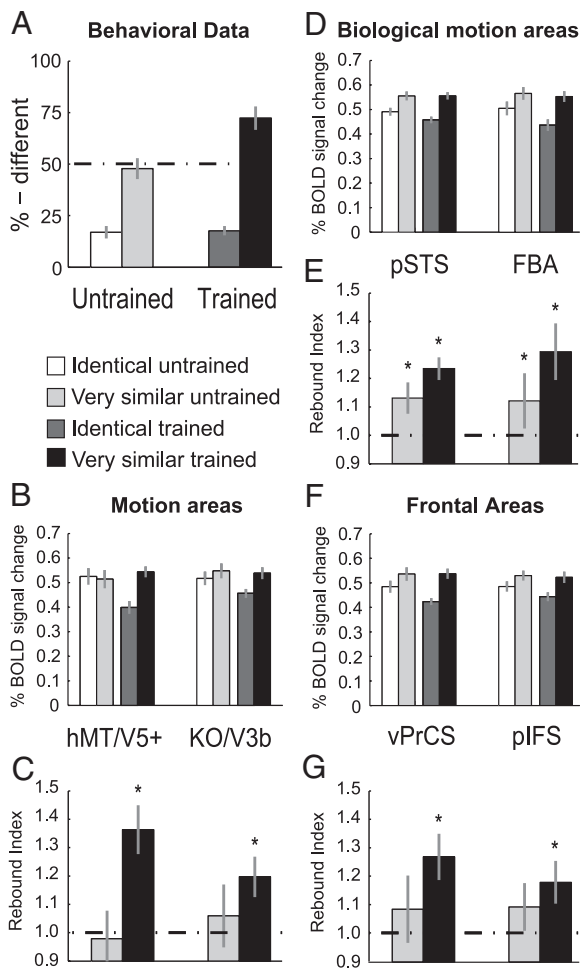 A
Behavioral Data
100
75
50
25
0
% – different
Untrained
Trained
Identical untrained
Very similar untrained
Identical trained
Very similar trained
B
Motion areas
0.7
0.6
0.5
0.4
0.3
0.2
0.1
0
% BOLD signal change
hMT/V5+
KO/V3b
C
1.5
1.4
1.3
1.2
1.1
1.0
0.9
Rebound Index
*
*
D
Biological motion areas
0.7
0.6
0.5
0.4
0.3
0.2
0.1
0
% BOLD signal change
pSTS
FBA
E
1.5
1.4
1.3
1.2
1.1
1.0
0.9
Rebound Index
*
*
*
*
F
Frontal Areas
0.7
0.6
0.5
0.4
0.3
0.2
0.1
0
% BOLD signal change
vPrCS
pIFS
G
1.5
1.4
1.3
1.2
1.1
1.0
0.9
Rebound Index
*
*